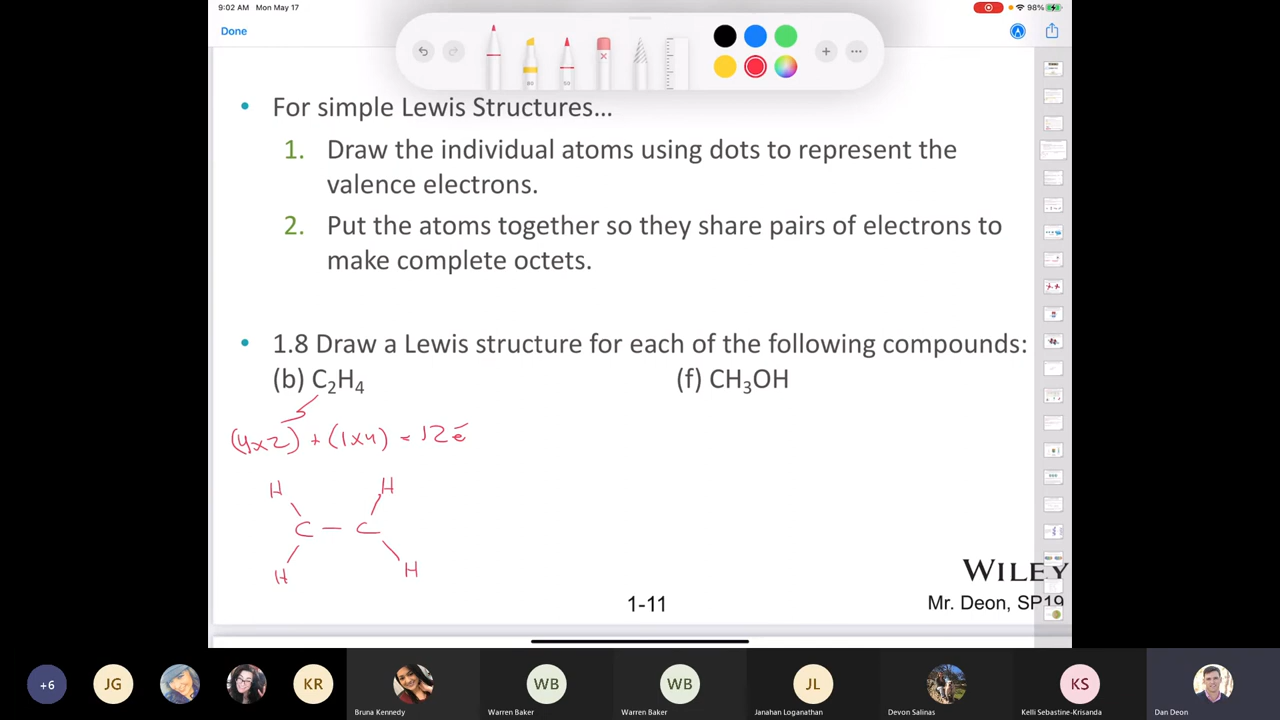 9:02 AM Mon May 17
98%
Done
For simple Lewis Structures...
1. Draw the individual atoms using dots to represent the
valence electrons.
2. Put the atoms together so they share pairs of electrons to
make complete octets.
1.8 Draw a Lewis structure for each of the following compounds:
(b) C₂H₄ (f) CH₃OH
(4x2) + (1x4) = 12 e⁻
H H
C — C
H H
WILEY
1-11
Mr. Deon, SP19
+6 JG KR WB WB JL KS
Bruna Kennedy Warren Baker Warren Baker Janahan Loganathan Devon Salinas Kelli Sebastine-Krisanda Dan Deon